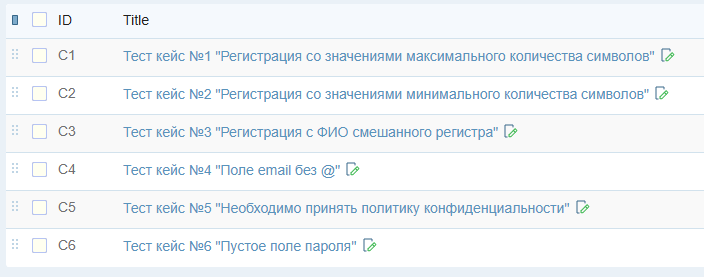 ID Title
C1 Тест кейс №1 "Регистрация со значениями максимального количества символов"
C2 Тест кейс №2 "Регистрация со значениями минимального количества символов"
C3 Тест кейс №3 "Регистрация с ФИО смешанного регистра"
C4 Тест кейс №4 "Поле email без @"
C5 Тест кейс №5 "Необходимо принять политику конфиденциальности"
C6 Тест кейс №6 "Пустое поле пароля"